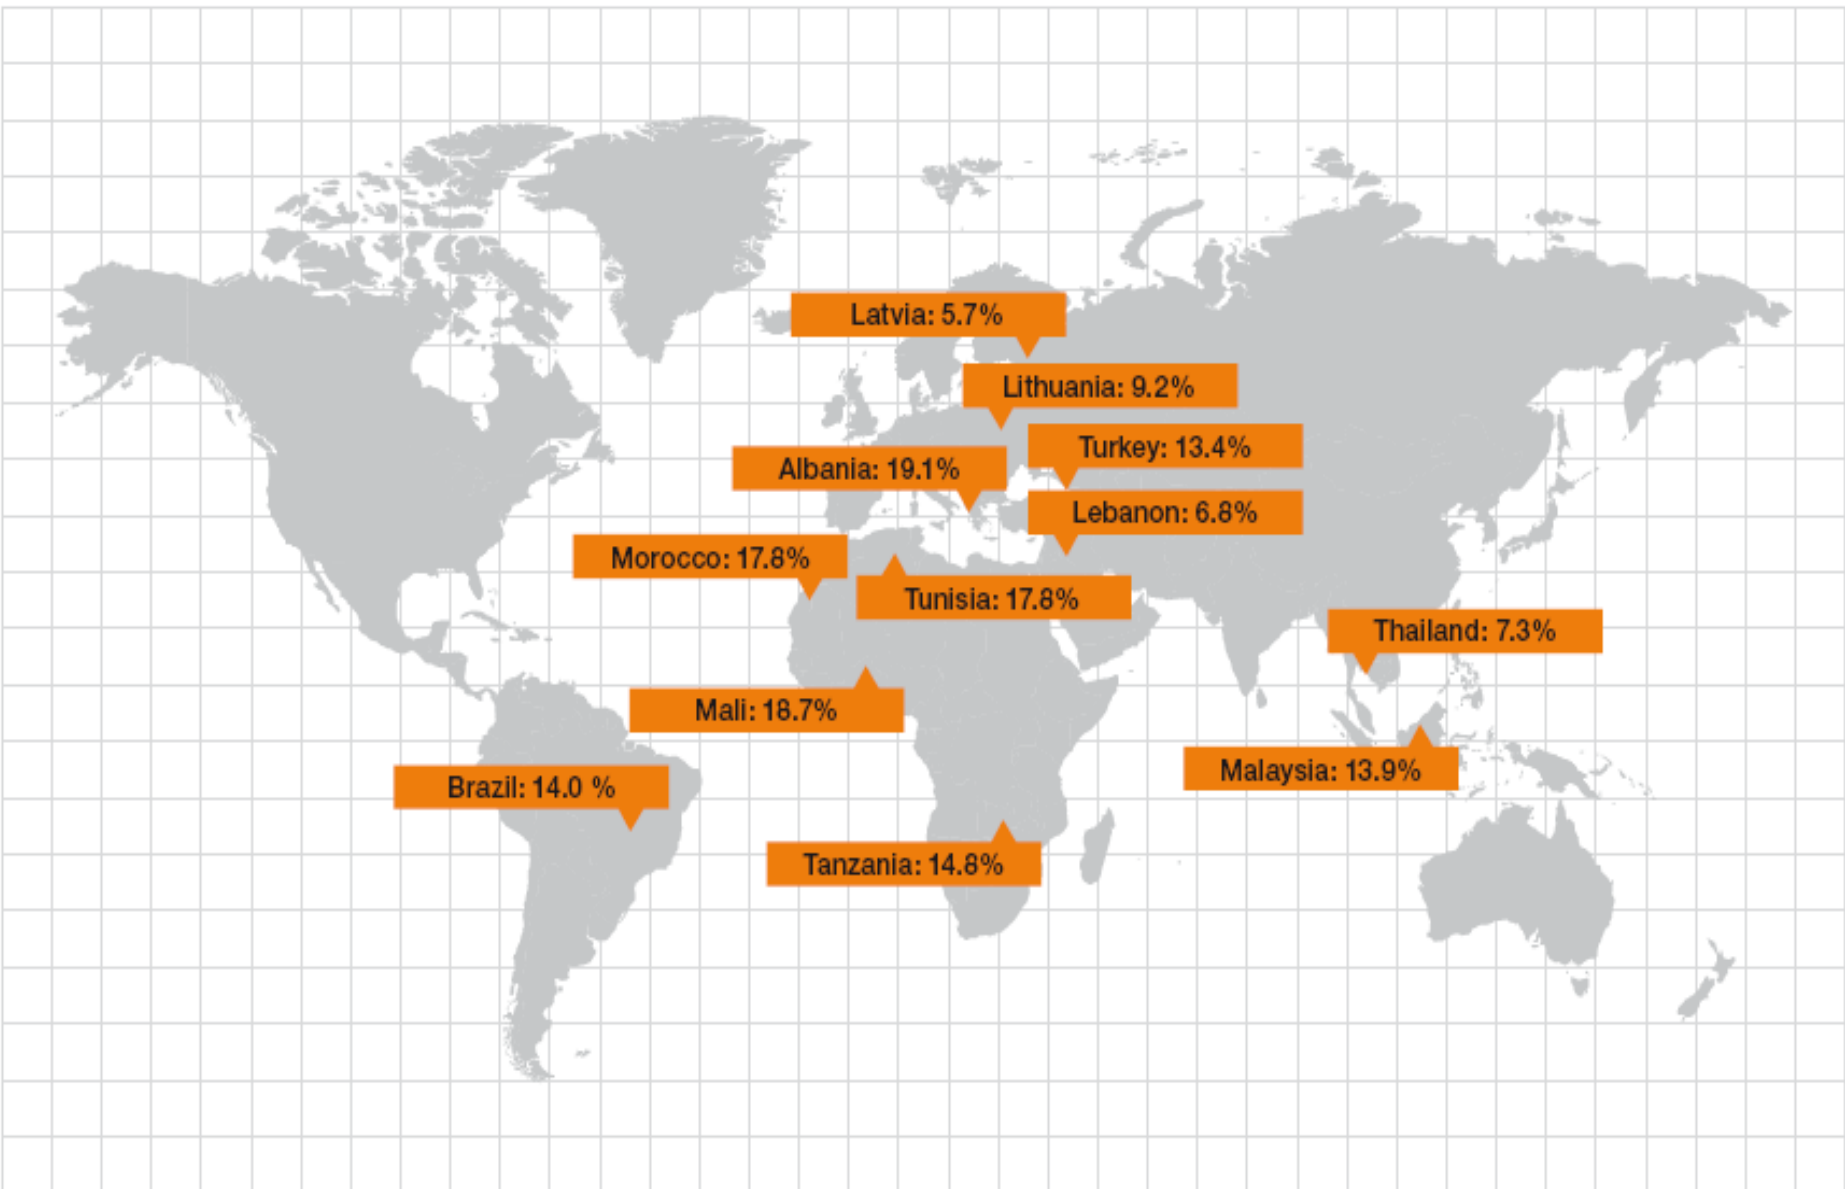 Latvia: 5.7%
Lithuania: 9.2%
Turkey: 13.4%
Albania: 19.1%
Lebanon: 6.8%
Morocco: 17.8%
Tunisia: 17.8%
Thailand: 7.3%
Mali: 18.7%
Malaysia: 13.9%
Brazil: 14.0 %
Tanzania: 14.8%